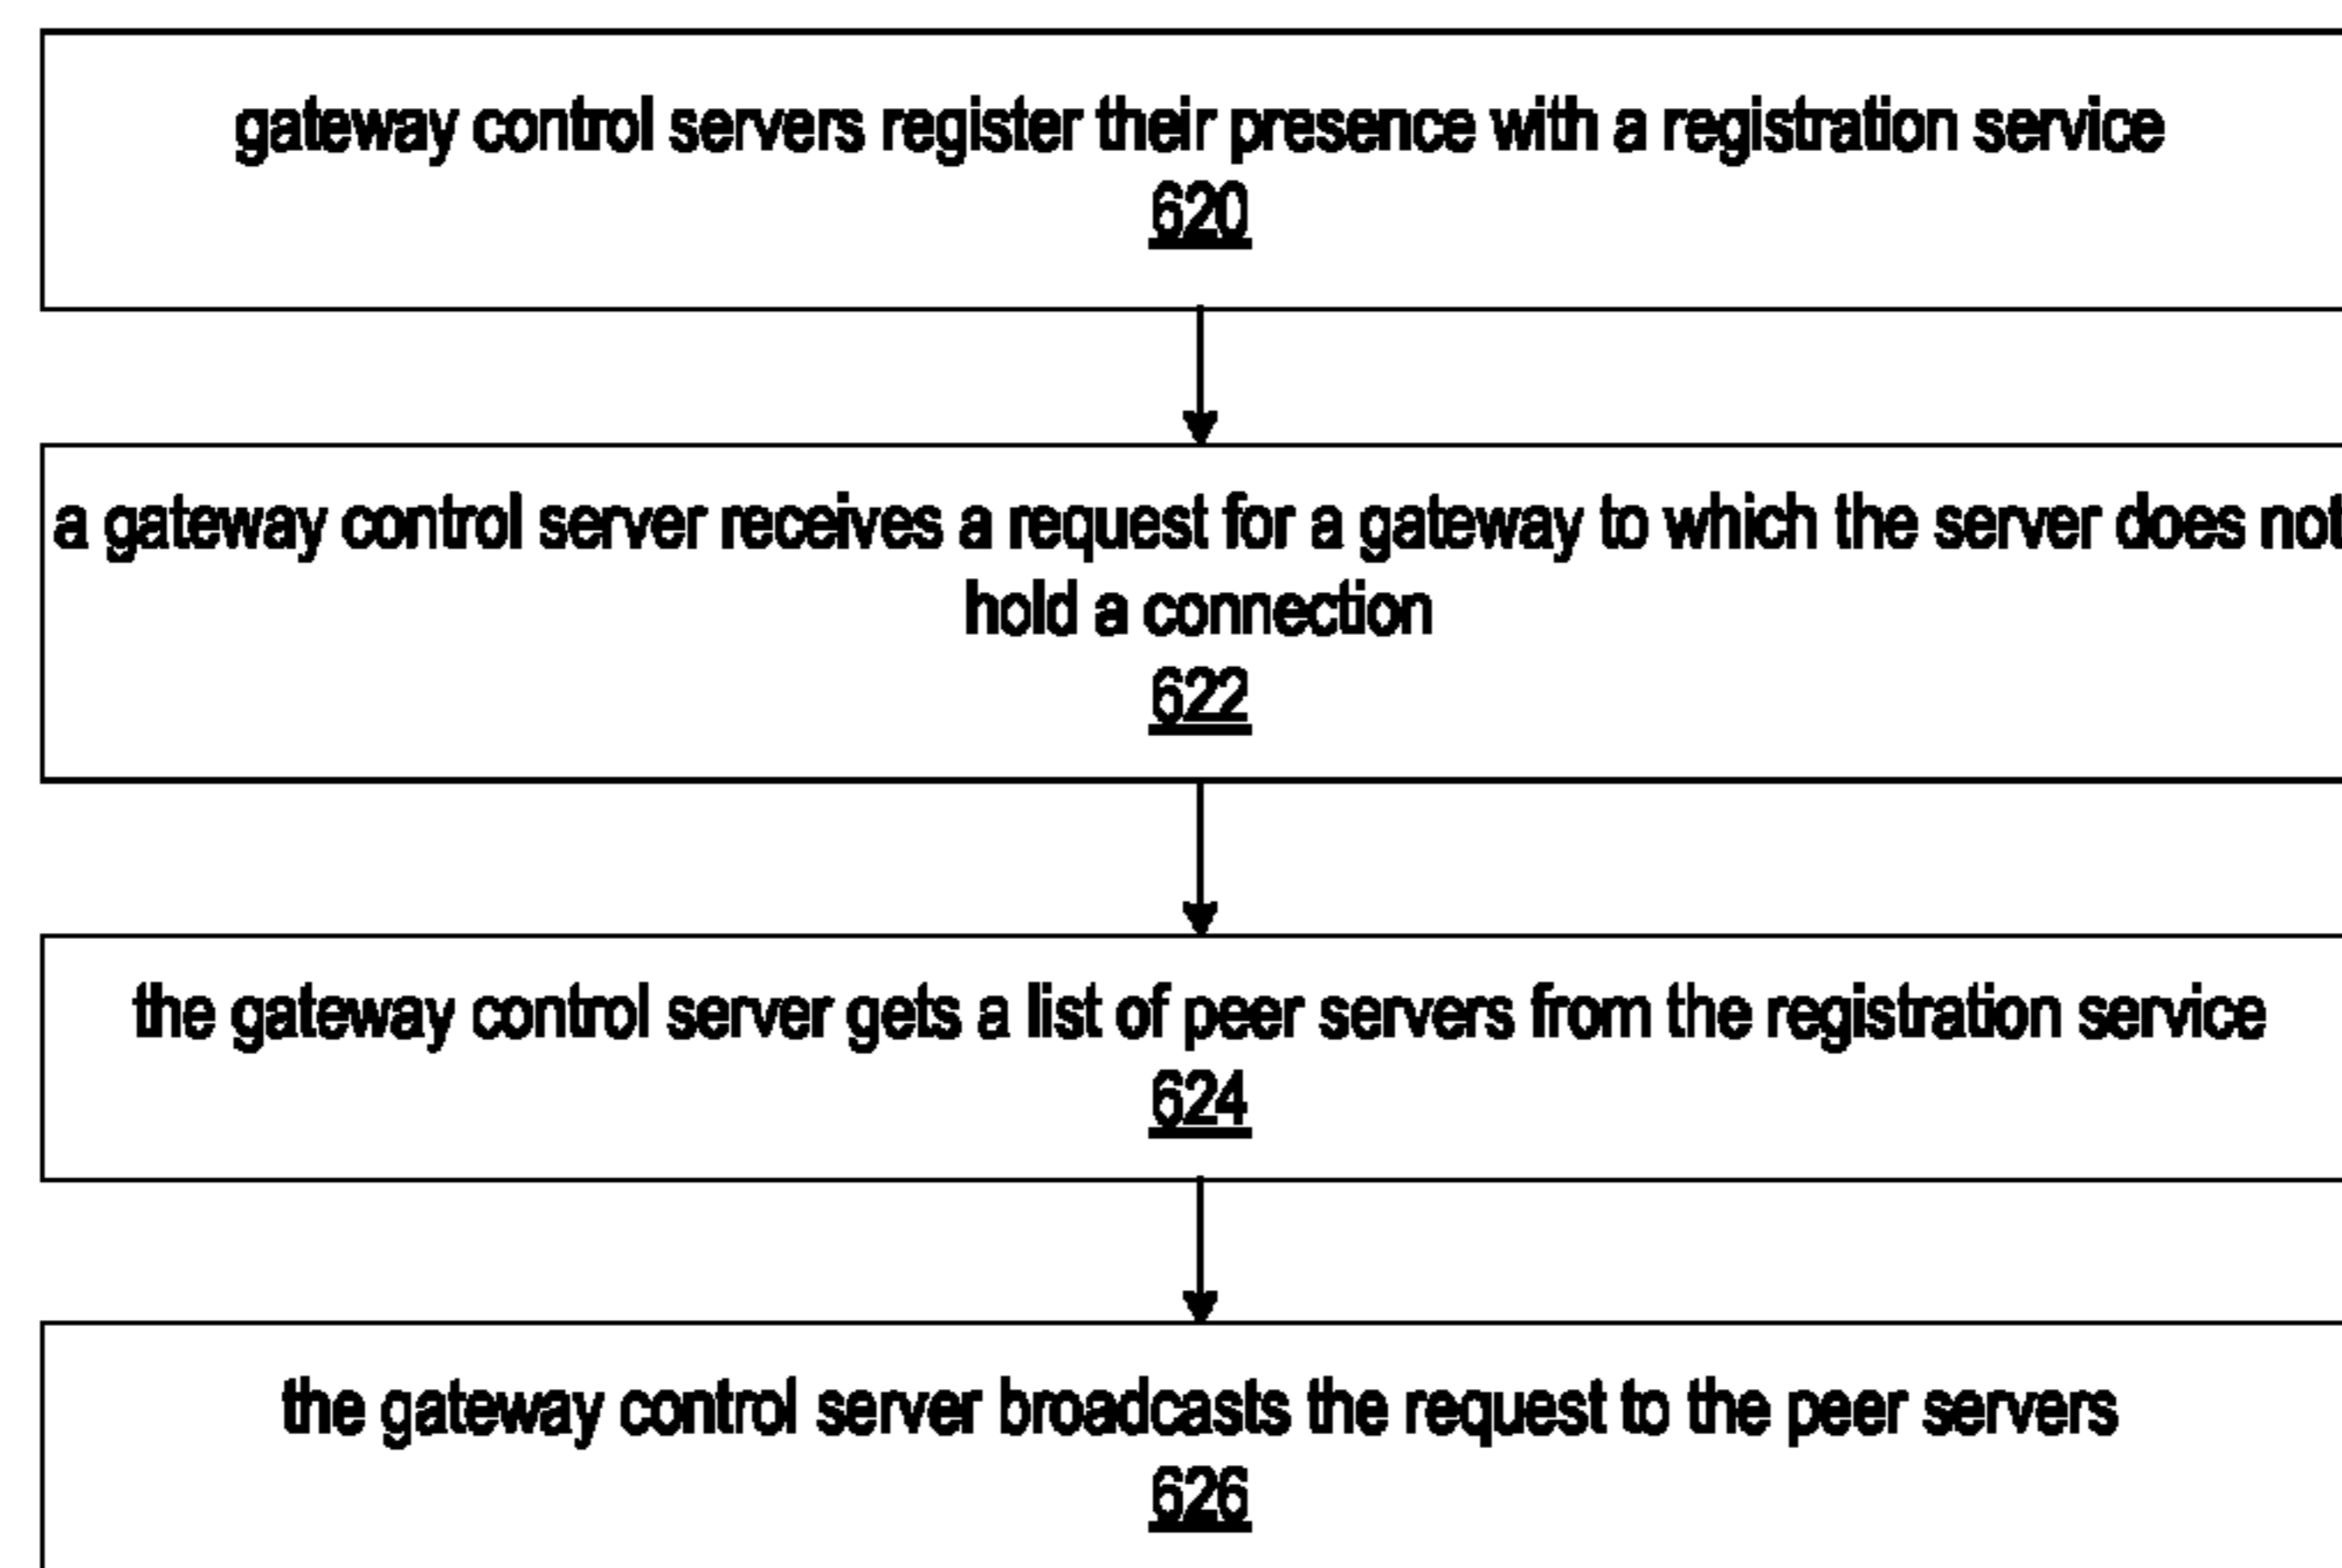 gateway control servers register their presence with a registration service
620
a gateway control server receives a request for a gateway to which the server does not
hold a connection
622
the gateway control server gets a list of peer servers from the registration service
624
the gateway control server broadcasts the request to the peer servers
626